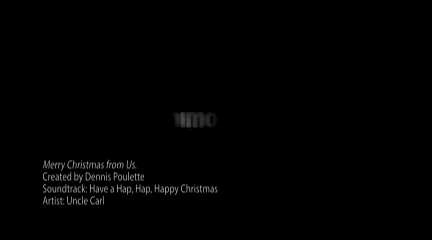 Merry Christmas from Us.
Created by Dennis Poulette
Soundtrack: Have a Hap, Hap, Happy Christmas
Artist: Uncle Carl